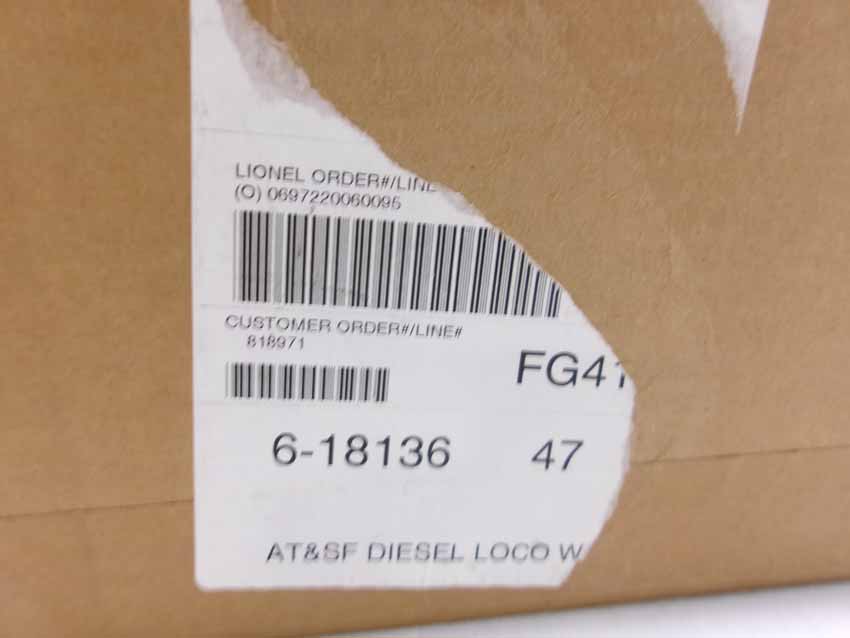 LIONEL ORDER#/LINE
(O) 0697220060095
CUSTOMER ORDER#/LINE#
818971
FG41
6-18136 47
AT&SF DIESEL LOCO W